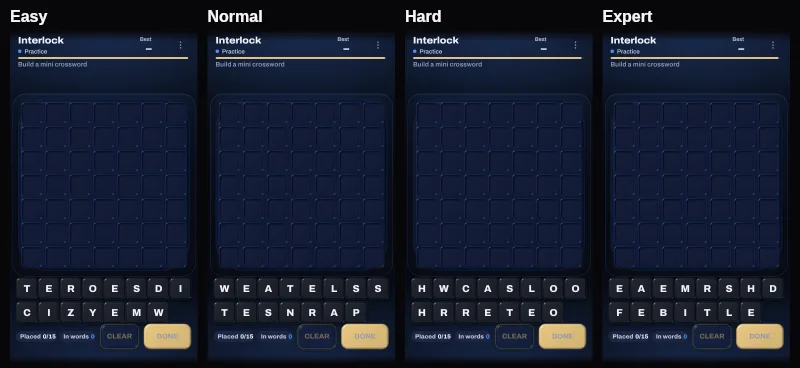 Easy
Interlock
Best
Practice
–
Build a mini crossword
T E R O E S D I
C I Z Y E M W
Placed 0/15 In words 0 CLEAR DONE
Normal
Interlock
Best
Practice
–
Build a mini crossword
W E A T E L S S
T E S N R A P
Placed 0/15 In words 0 CLEAR DONE
Hard
Interlock
Best
Practice
–
Build a mini crossword
H W C A S L O O
H R R E T E O
Placed 0/15 In words 0 CLEAR DONE
Expert
Interlock
Best
Practice
–
Build a mini crossword
E A E M R S H D
F E B I T L E
Placed 0/15 In words 0 CLEAR DONE